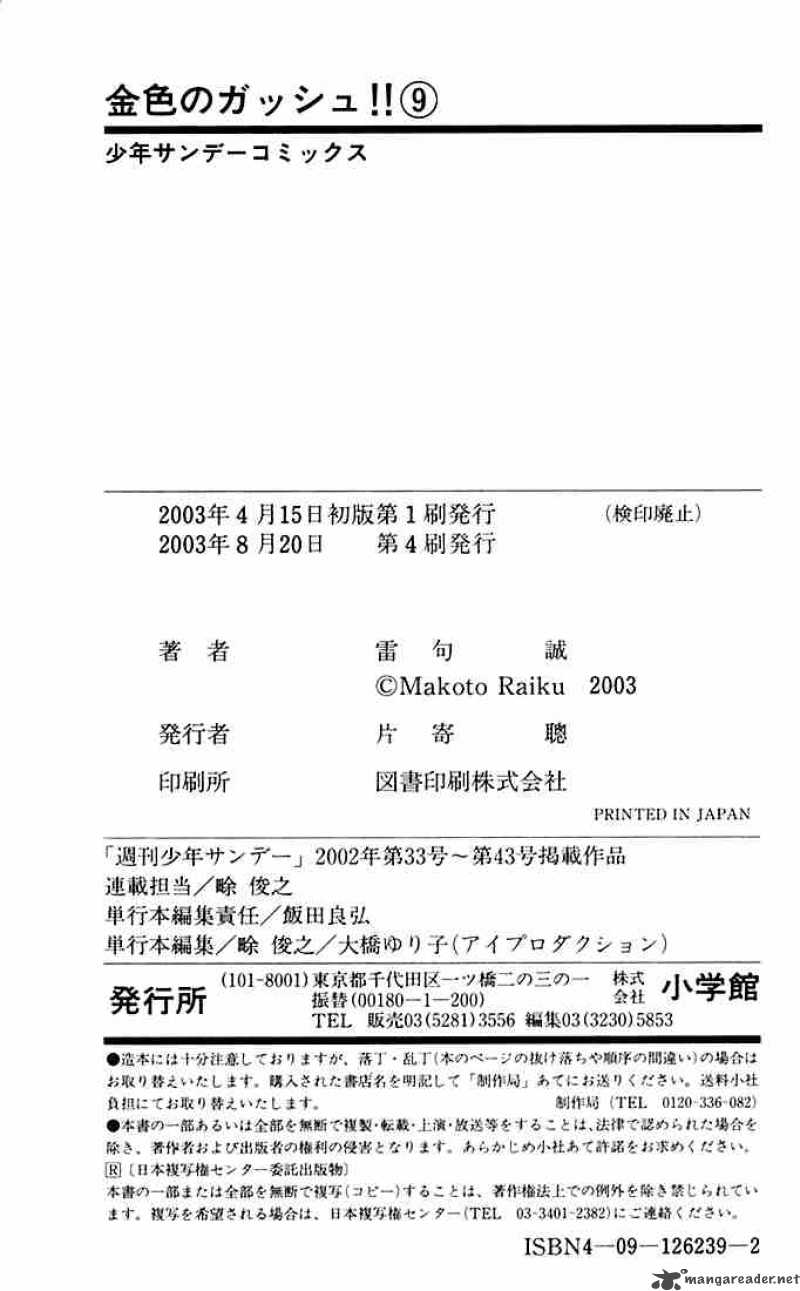 金色のガッシュ!!⑨
少年サンデーコミックス
2003年4月15日初版第1刷発行 (検印廃止)
2003年8月20日 第4刷発行
著者 雷句誠
©Makoto Raiku 2003
発行者 片寄聰
印刷所 図書印刷株式会社
PRINTED IN JAPAN
「週刊少年サンデー」2002年第33号～第43号掲載作品
連載担当／畭 俊之
単行本編集責任／飯田良弘
単行本編集／畭 俊之／大橋ゆり子(アイプロダクション)
発行所 (101-8001)東京都千代田区一ツ橋二の三の一 株式会社 小学館
振替(00180-1-200)
TEL 販売03(5281)3556 編集03(3230)5853
●造本には十分注意しておりますが、落丁・乱丁(本のページの抜け落ちや順序の間違い)の場合は
お取り替えいたします。購入された書店名を明記して「制作局」あてにお送りください。送料小社
負担にてお取り替えいたします。 制作局(TEL 0120-336-082)
●本書の一部あるいは全部を無断で複製・転載・上演・放送等をすることは、法律で認められた場合を
除き、著作者および出版者の権利の侵害となります。あらかじめ小社あて許諾をお求めください。
R〔日本複写権センター委託出版物〕
本書の一部または全部を無断で複写(コピー)することは、著作権法上での例外を除き禁じられてい
ます。複写を希望される場合は、日本複写権センター(TEL 03-3401-2382)にご連絡ください。
ISBN4-09-126239-2
mangareader.net